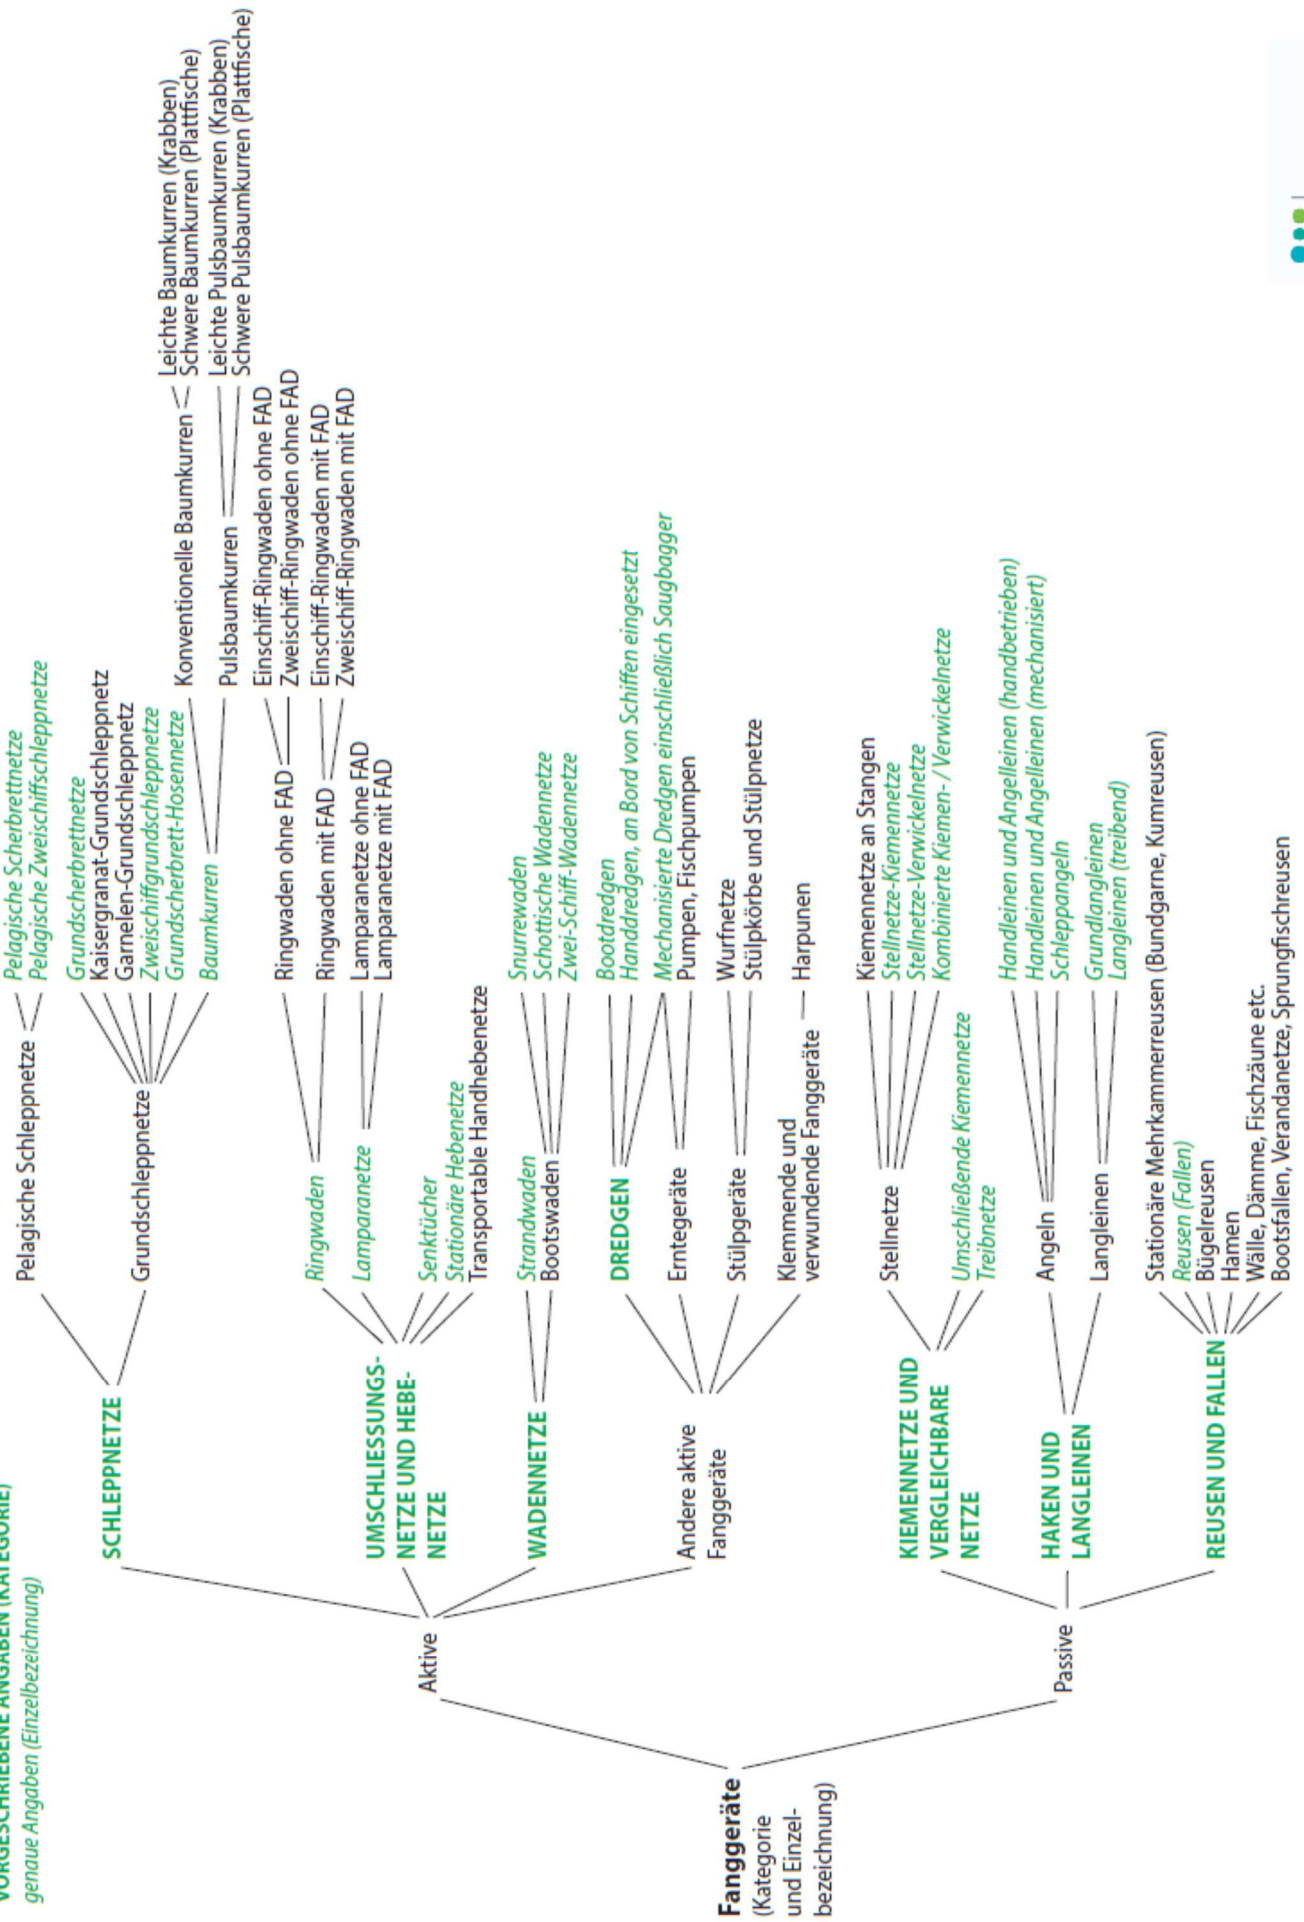 VORGESCHRIEBENE ANGABEN (KATEGORIE)
genaue Angaben (Einzelbezeichnung)
Fanggeräte
(Kategorie
und Einzel-
bezeichnung)
Aktive
SCHLEPPNETZE
Pelagische Schleppnetze
Pelagische Scherbrettnetze
Pelagische Zweischiffschleppnetze
Grundschleppnetze
Grundscherbrettnetze
Kaisergranat-Grundschleppnetz
Garnelen-Grundschleppnetz
Zweischiffgrundschleppnetze
Grundscherbrett-Hosennetze
Baumkurren
Konventionelle Baumkurren
Leichte Baumkurren (Krabben)
Schwere Baumkurren (Plattfische)
Pulsbaumkurren
Leichte Pulsbaumkurren (Krabben)
Schwere Pulsbaumkurren (Plattfische)
UMSCHLIESSUNGS-
NETZE UND HEBE-
NETZE
Ringwaden
Ringwaden ohne FAD
Einschiff-Ringwaden ohne FAD
Zweischiff-Ringwaden ohne FAD
Ringwaden mit FAD
Einschiff-Ringwaden mit FAD
Zweischiff-Ringwaden mit FAD
Lamparanetze
Lamparanetze ohne FAD
Lamparanetze mit FAD
Senktücher
Stationäre Hebenetze
Transportable Handhebenetze
WADENNETZE
Strandwaden
Bootswaden
Snurrewaden
Schottische Wadennetze
Zwei-Schiff-Wadennetze
Andere aktive
Fanggeräte
DREDGEN
Bootdredgen
Handdredgen, an Bord von Schiffen eingesetzt
Mechanisierte Dredgen einschließlich Saugbagger
Erntegeräte
Pumpen, Fischpumpen
Stülpgeräte
Wurfnetze
Stülpkörbe und Stülpnetze
Klemmende und
verwundende Fanggeräte
Harpunen
Passive
KIEMENNETZE UND
VERGLEICHBARE
NETZE
Stellnetze
Kiemennetze an Stangen
Stellnetze-Kiemennetze
Stellnetze-Verwickelnetze
Kombinierte Kiemen- / Verwickelnetze
Umschließende Kiemennetze
Treibnetze
HAKEN UND
LANGLEINEN
Angeln
Handleinen und Angelleinen (handbetrieben)
Handleinen und Angelleinen (mechanisiert)
Schleppangeln
Langleinen
Grundlangleinen
Langleinen (treibend)
REUSEN UND FALLEN
Stationäre Mehrkammerreusen (Bundgarne, Kumreusen)
Reusen (Fallen)
Bügelreusen
Hamen
Wälle, Dämme, Fischzäune etc.
Bootsfallen, Verandanetze, Sprungfischreusen